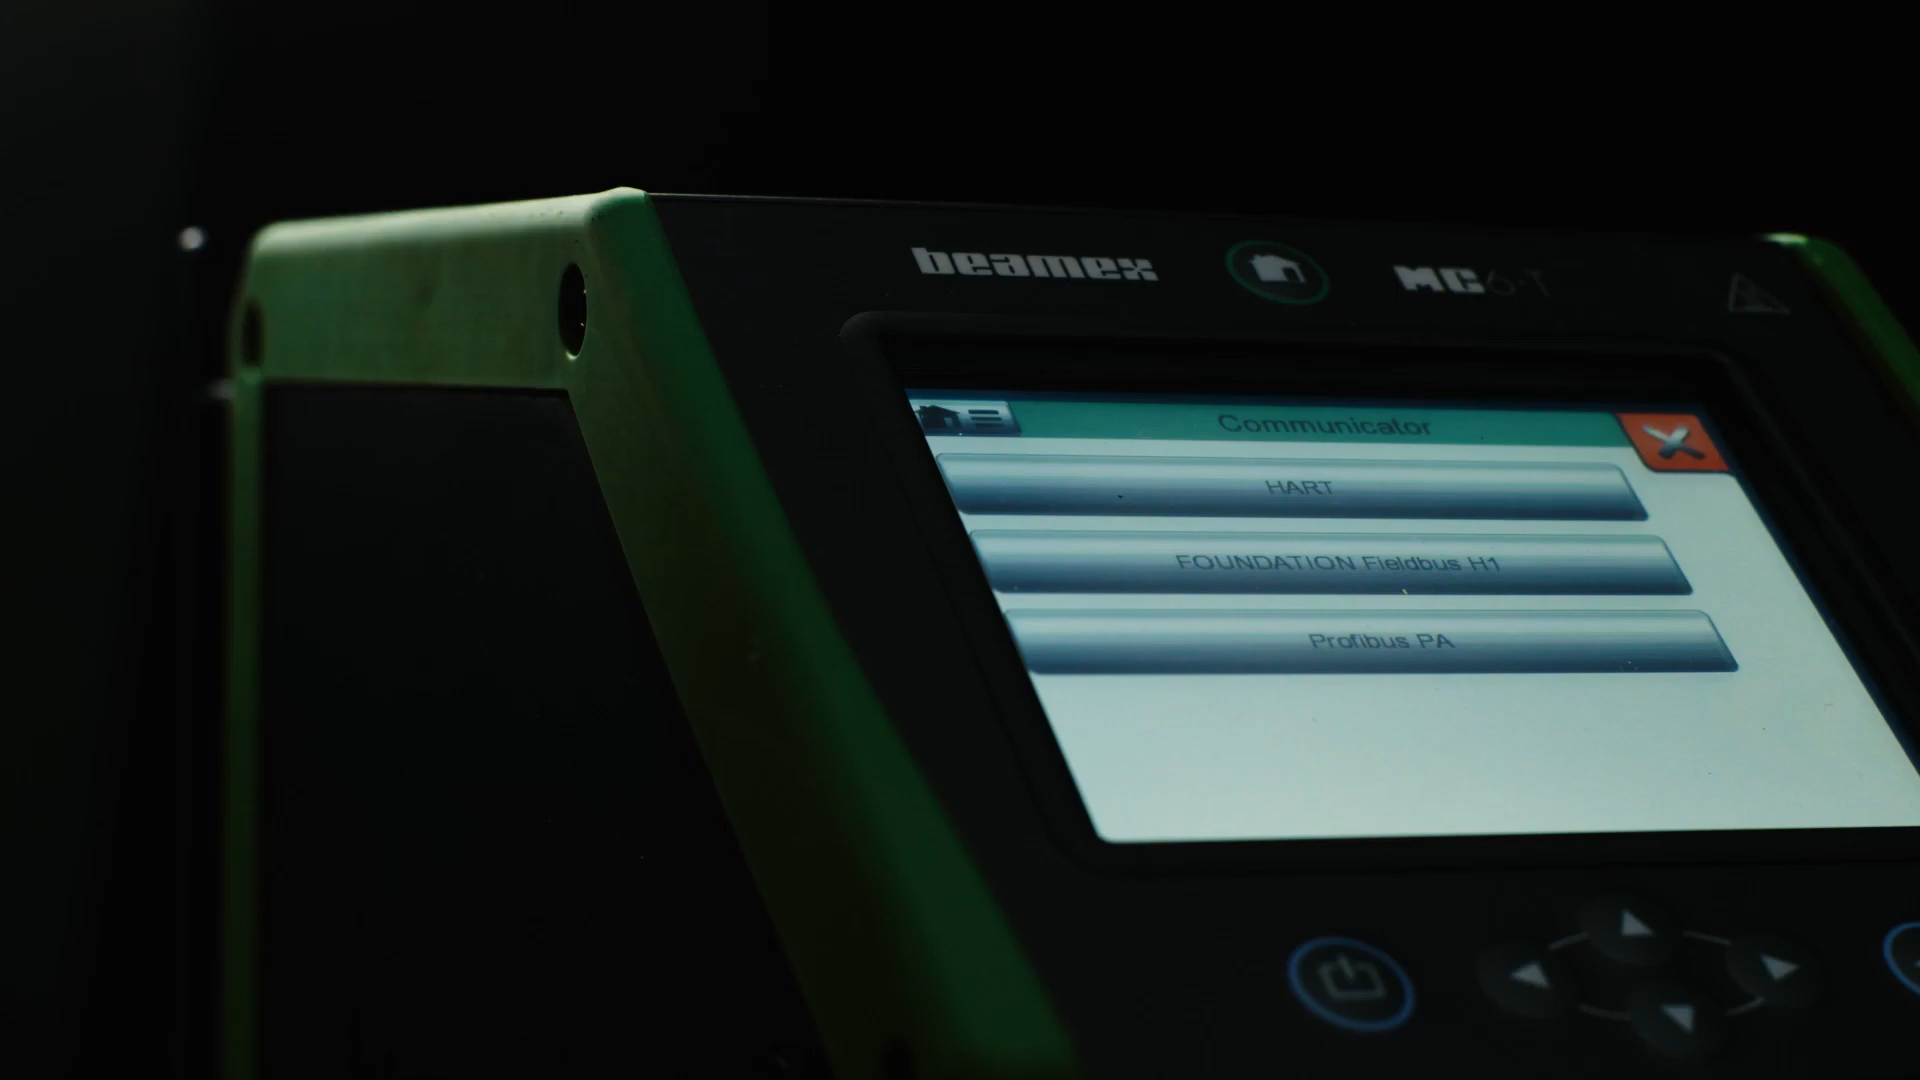 beamex
MC6-T
Communicator
HART
FOUNDATION Fieldbus H1
Profibus PA